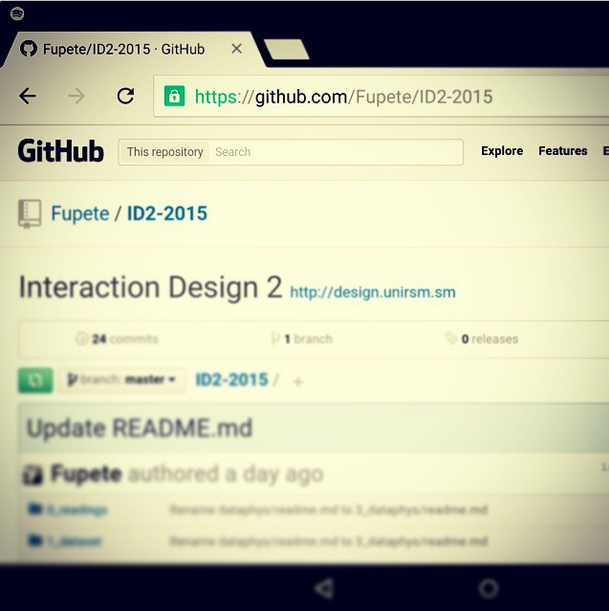 Fupete/ID2-2015 · GitHub
https://github.com/Fupete/ID2-2015
GitHub This repository Search Explore Features E
Fupete / ID2-2015
Interaction Design 2 http://design.unirsm.sm
24 commits 1 branch 0 releases
branch: master ID2-2015 / +
Update README.md
Fupete authored a day ago
0_readings Rename dataphys/readme.md to 3_dataphys/readme.md
1_dataset Rename dataphys/readme.md to 3_dataphys/readme.md